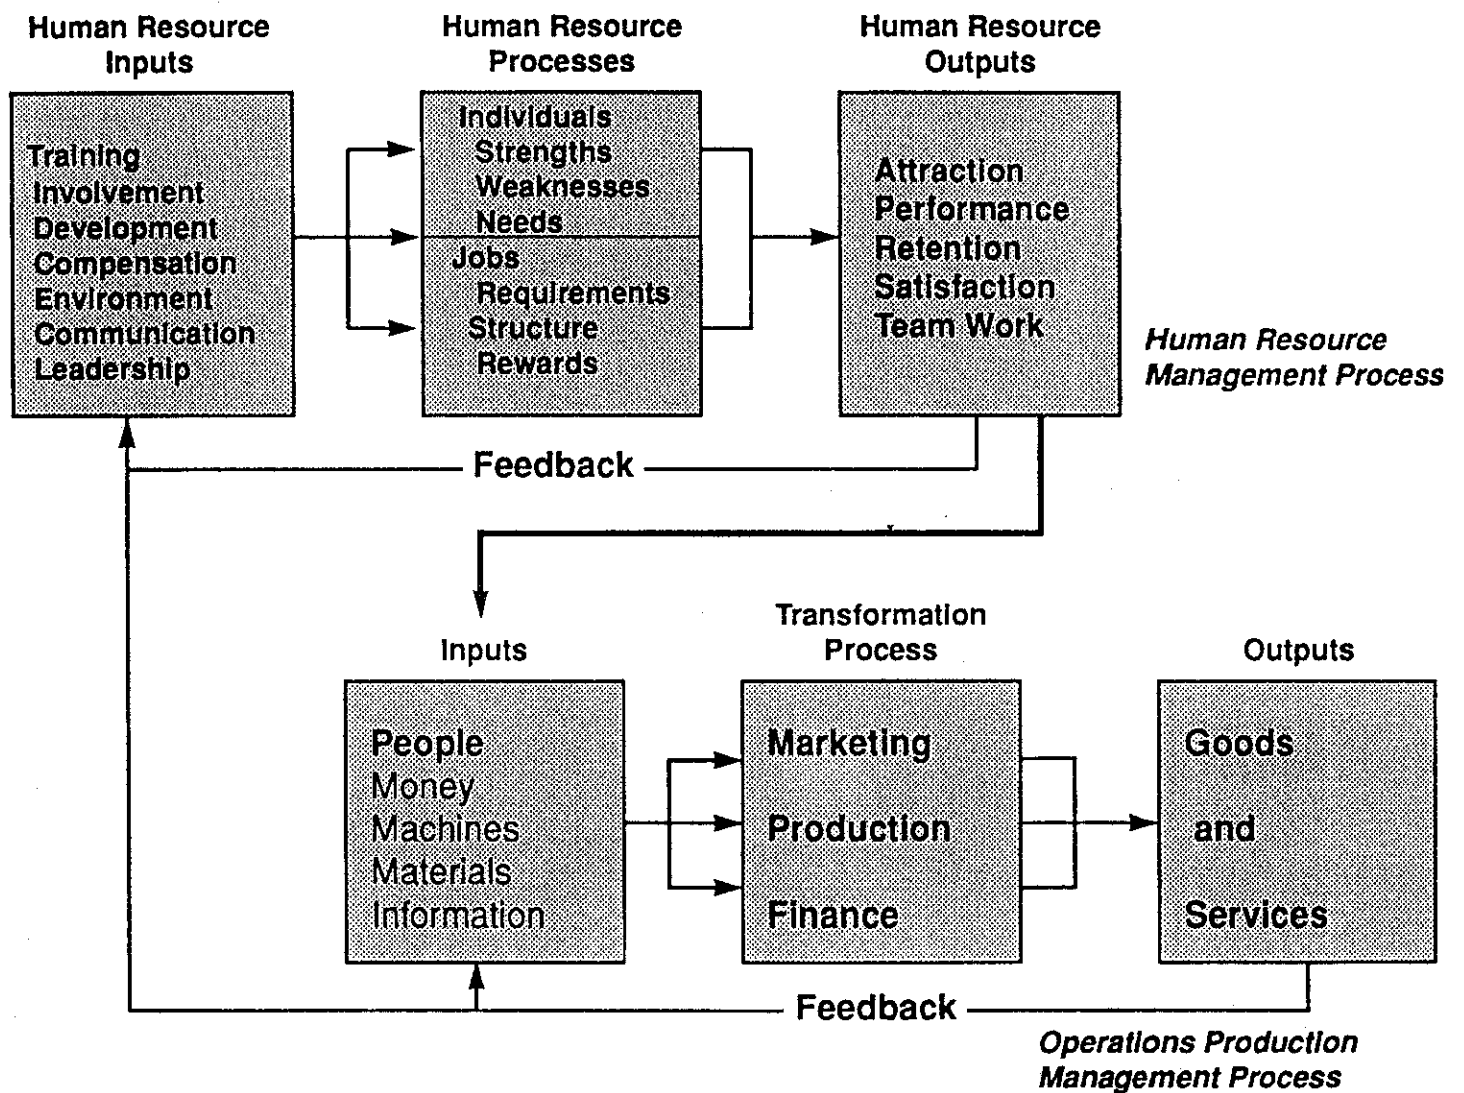 Human Resource
Inputs
Human Resource
Processes
Human Resource
Outputs
Training
Involvement
Development
Compensation
Environment
Communication
Leadership
Individuals
Strengths
Weaknesses
Needs
Jobs
Requirements
Structure
Rewards
Attraction
Performance
Retention
Satisfaction
Team Work
Human Resource
Management Process
Feedback
Inputs
Transformation
Process
Outputs
People
Money
Machines
Materials
Information
Marketing
Production
Finance
Goods
and
Services
Feedback
Operations Production
Management Process